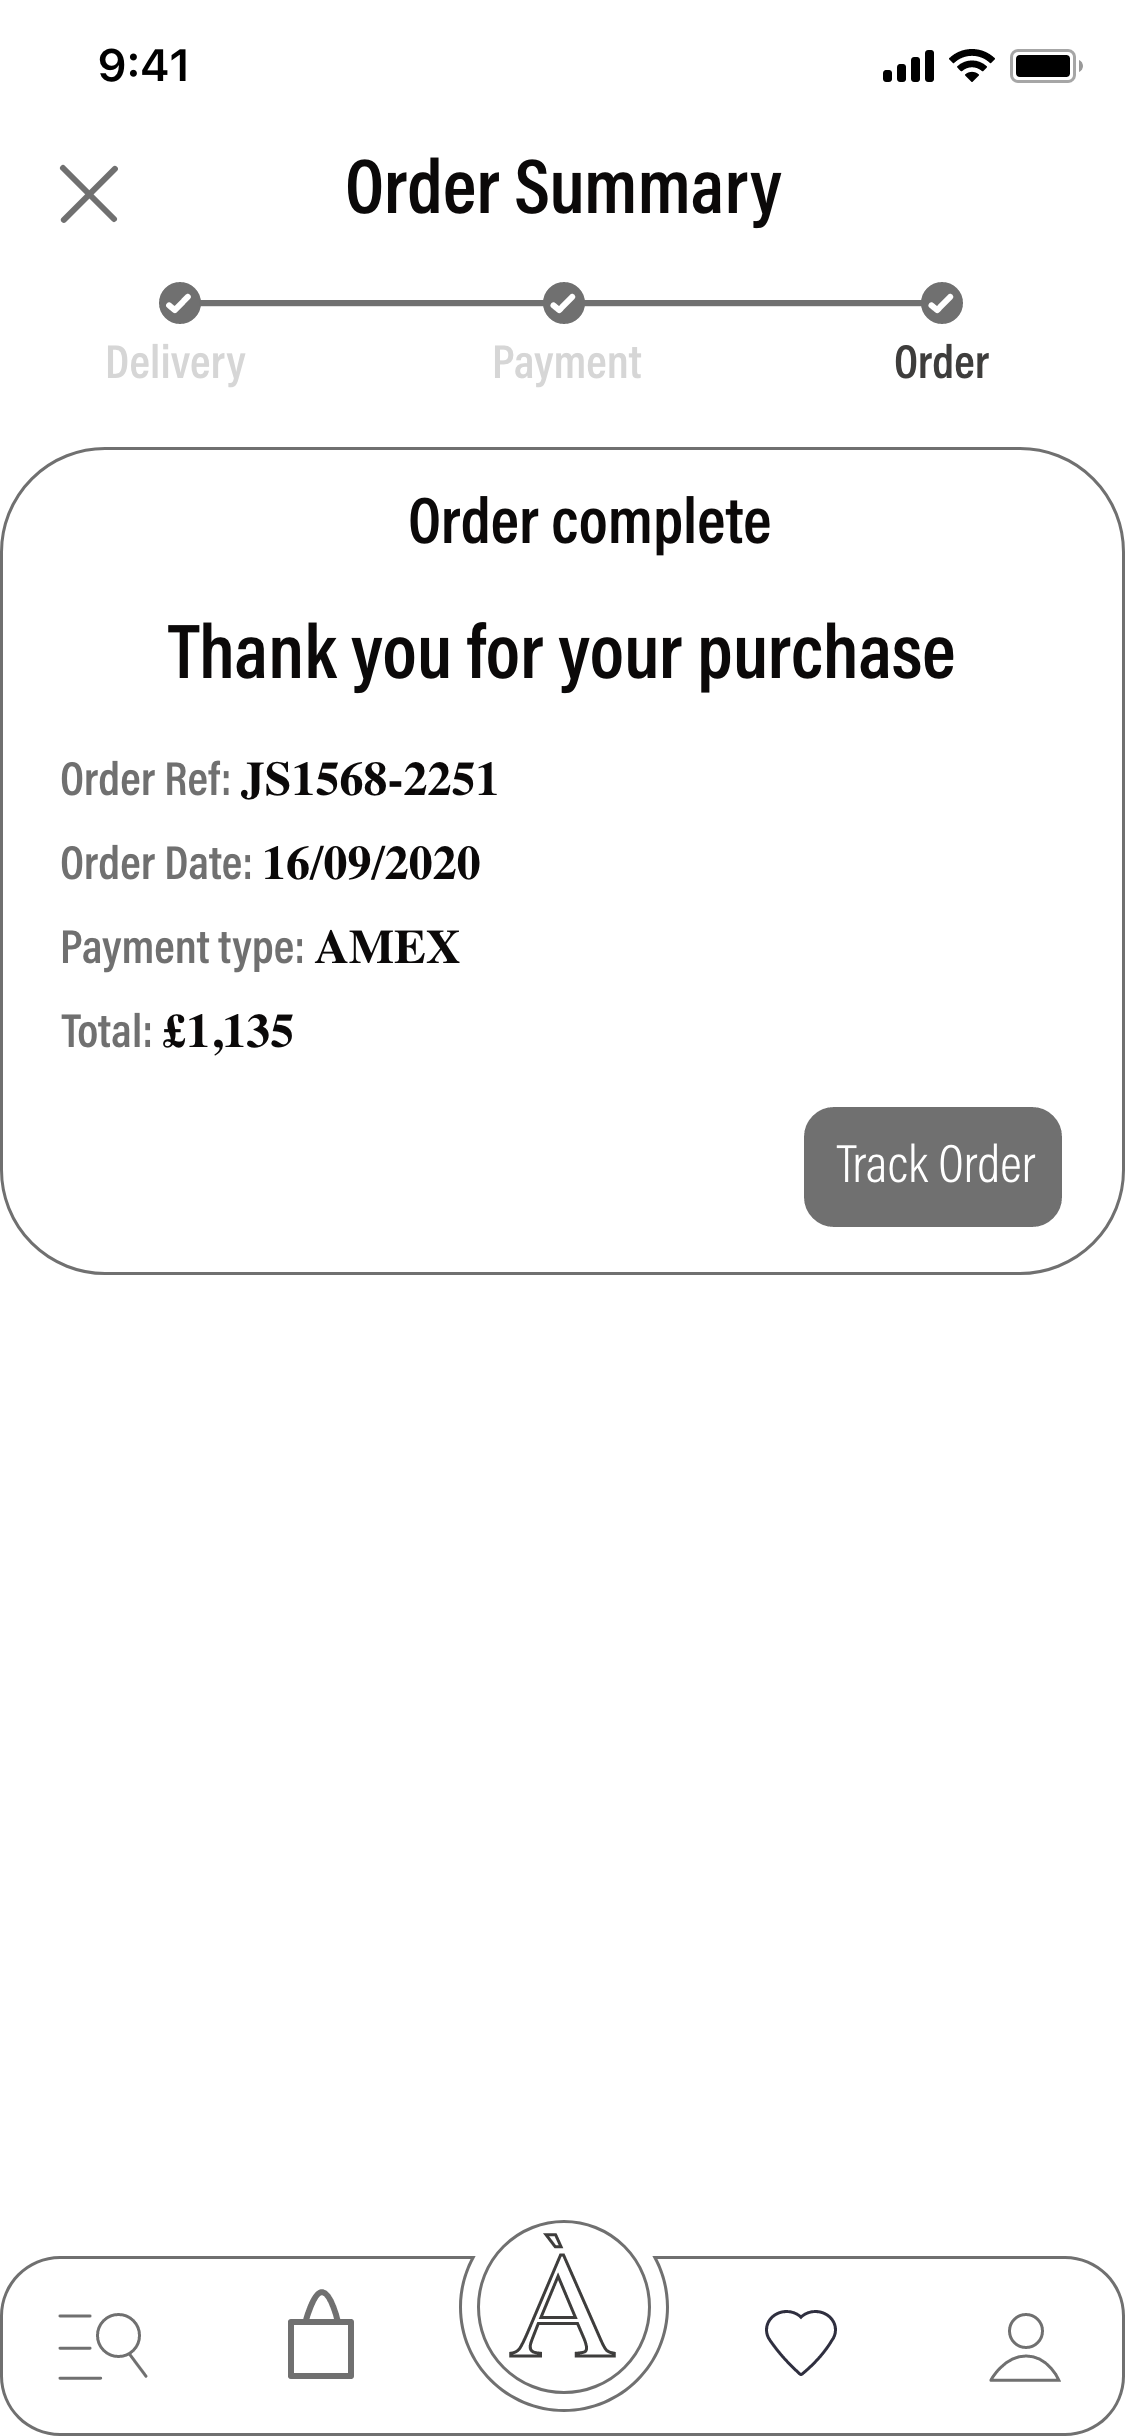 9:41
Order Summary
Delivery Payment Order
Order complete
Thank you for your purchase
Order Ref: JS1568-2251
Order Date: 16/09/2020
Payment type: AMEX
Total: £1,135
Track Order
À